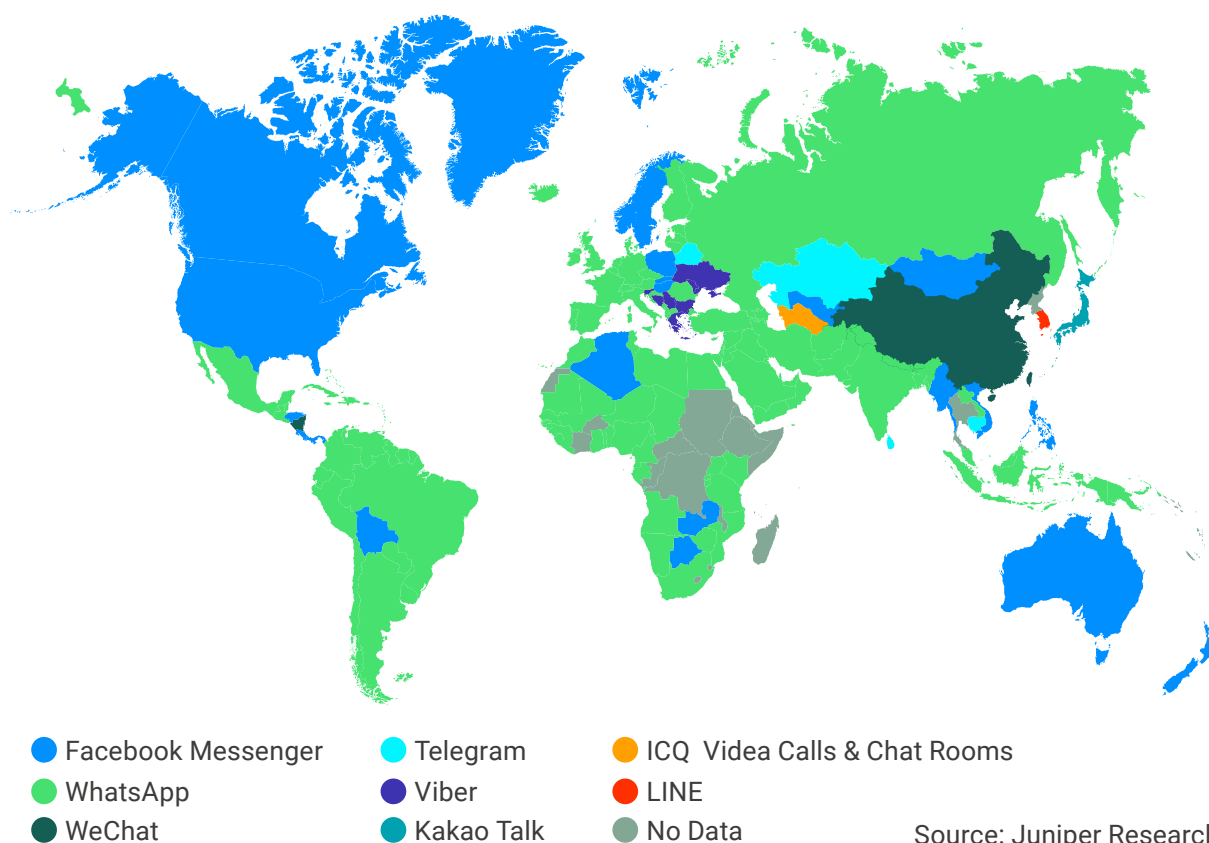 Facebook Messenger
WhatsApp
WeChat
Telegram
Viber
Kakao Talk
ICQ Videa Calls & Chat Rooms
LINE
No Data
Source: Juniper Research